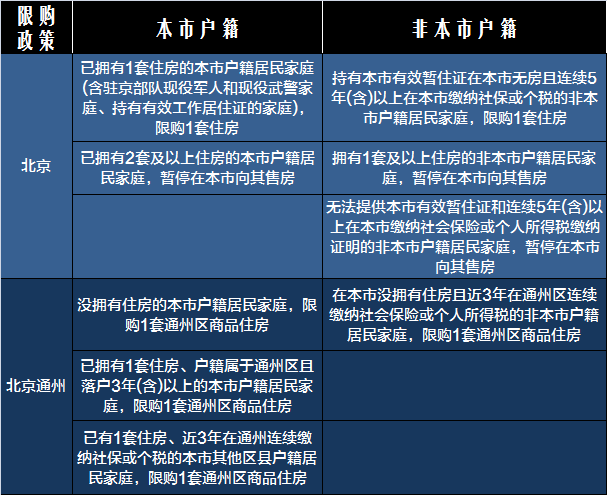 限购
政策
本市户籍
非本市户籍
北京
已拥有1套住房的本市户籍居民家庭
(含驻京部队现役军人和现役武警家
庭、持有有效工作居住证的家庭)，
限购1套住房
持有本市有效暂住证在本市无房且连续5
年(含)以上在本市缴纳社保或个税的非本
市户籍居民家庭，限购1套住房
已拥有2套及以上住房的本市户籍居
民家庭，暂停在本市向其售房
拥有1套及以上住房的非本市户籍居民家
庭，暂停在本市向其售房
无法提供本市有效暂住证和连续5年(含)以
上在本市缴纳社会保险或个人所得税缴纳
证明的非本市户籍居民家庭，暂停在本市
向其售房
北京通州
没拥有住房的本市户籍居民家庭，限
购1套通州区商品住房
在本市没拥有住房且近3年在通州区连续
缴纳社会保险或个人所得税的非本市户籍
居民家庭，限购1套通州区商品住房
已拥有1套住房、户籍属于通州区且
落户3年(含)以上的本市户籍居民家
庭，限购1套通州区商品住房
已有1套住房、近3年在通州连续缴
纳社保或个税的本市其他区县户籍居
民家庭，限购1套通州区商品住房